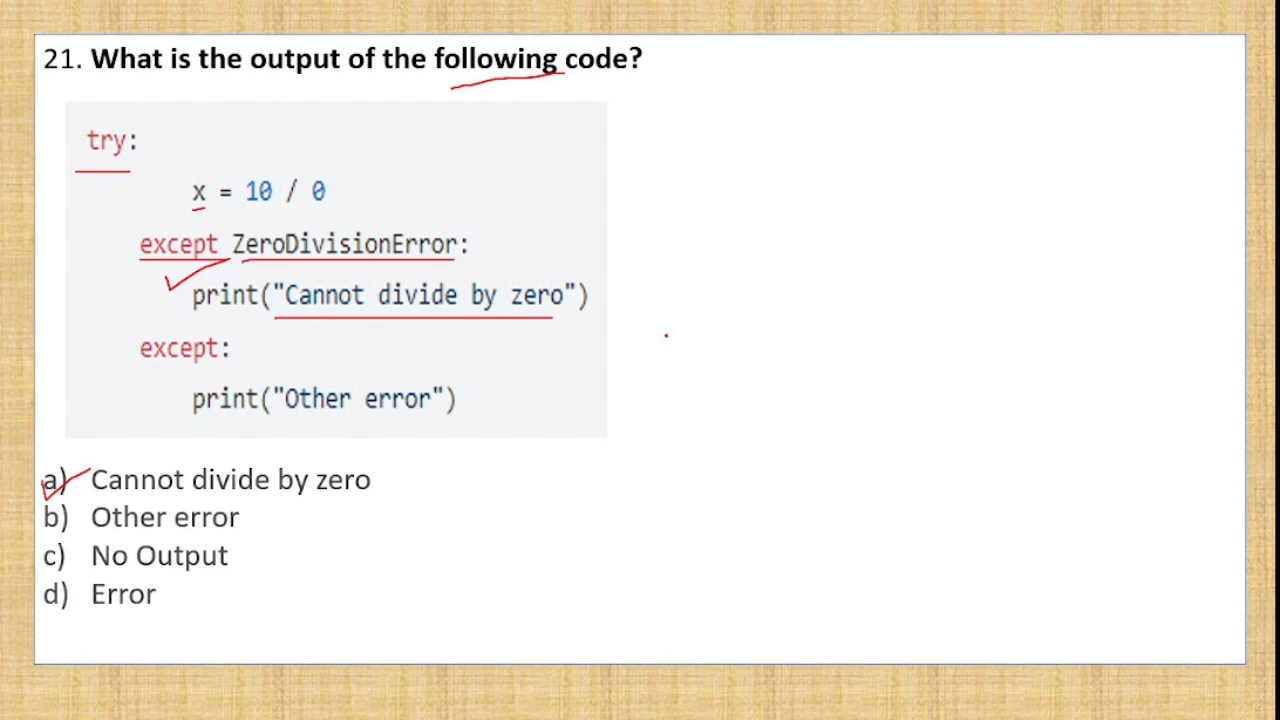 21. What is the output of the following code?
try:
x = 10 / 0
except ZeroDivisionError:
print("Cannot divide by zero")
except:
print("Other error")
a) Cannot divide by zero
b) Other error
c) No Output
d) Error